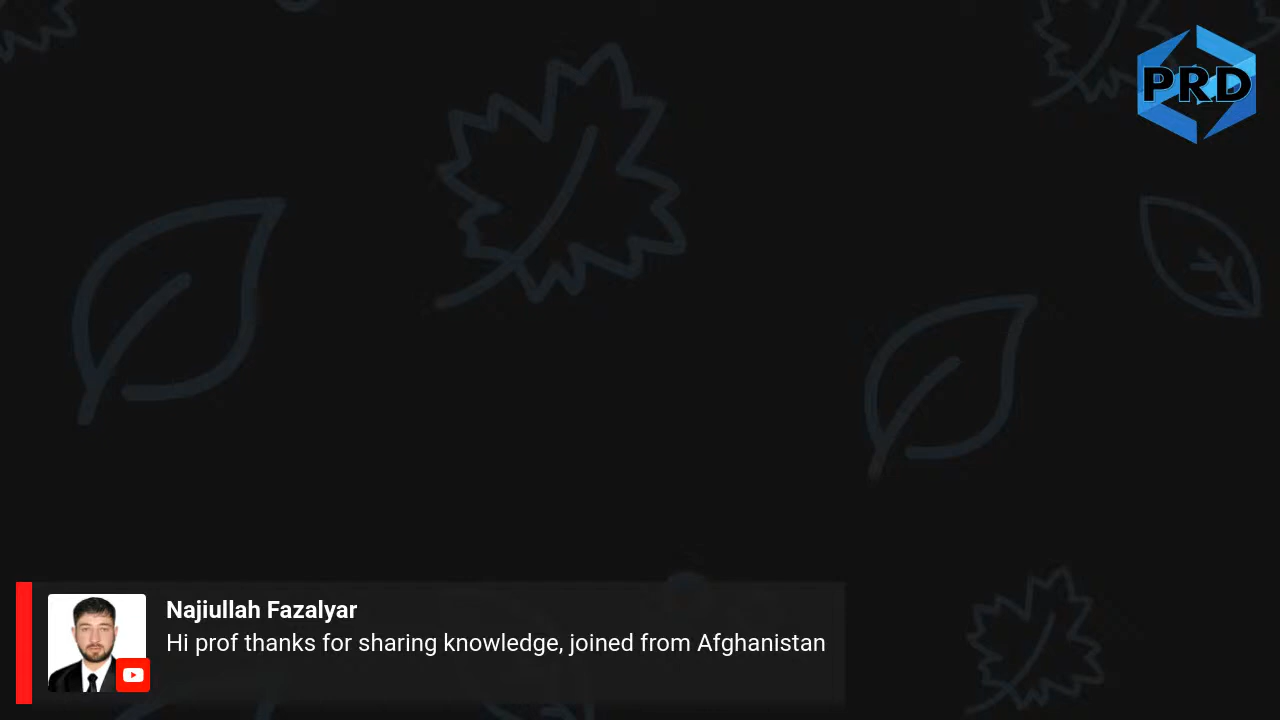 PRD
Najiullah Fazalyar
Hi prof thanks for sharing knowledge, joined from Afghanistan